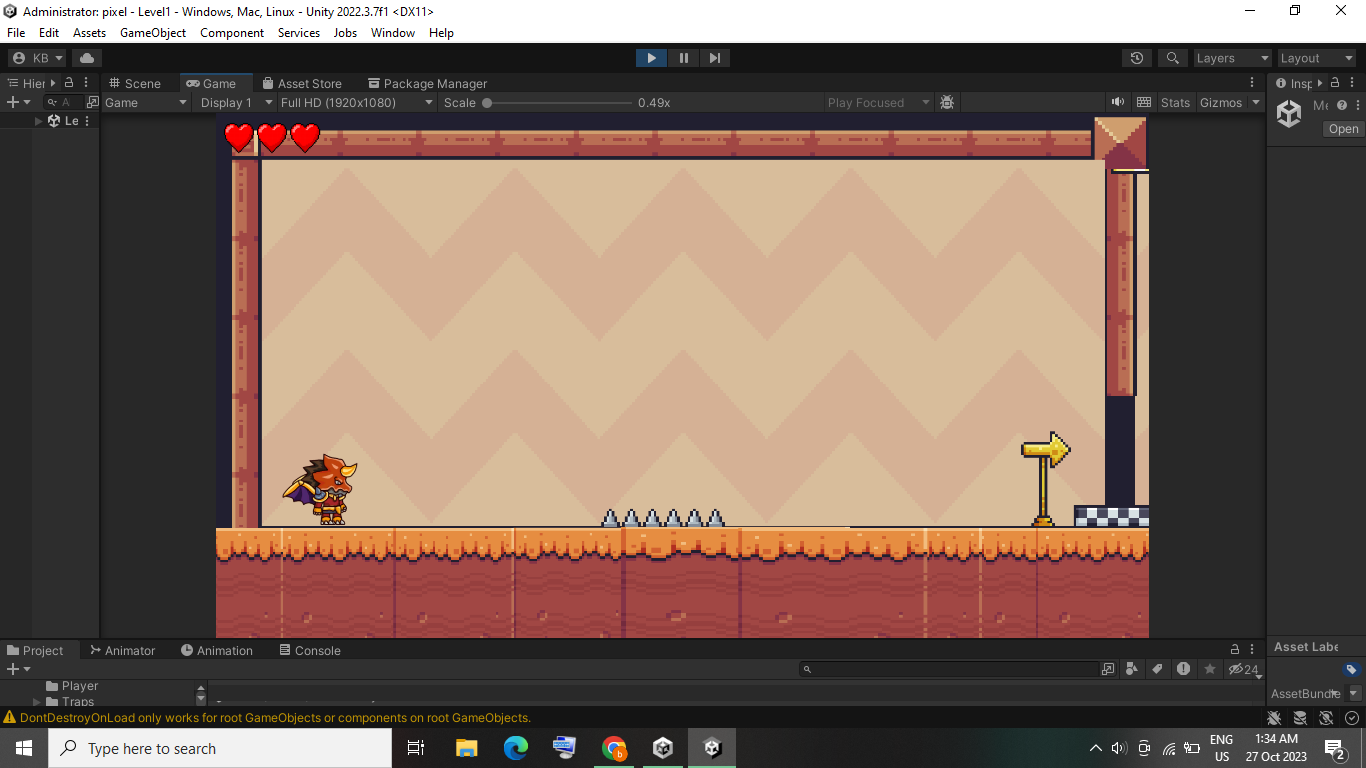 Administrator: pixel - Level1 - Windows, Mac, Linux - Unity 2022.3.7f1 <DX11>
File Edit Assets GameObject Component Services Jobs Window Help
KB Layers Layout
Hier Scene Game Asset Store Package Manager Insp
A Game Display 1 Full HD (1920x1080) Scale 0.49x Play Focused Stats Gizmos
Le
Open
Project Animator Animation Console
Asset Labe
24
Player
Traps
AssetBundle
DontDestroyOnLoad only works for root GameObjects or components on root GameObjects.
Type here to search
ENG
US
1:34 AM
27 Oct 2023
2